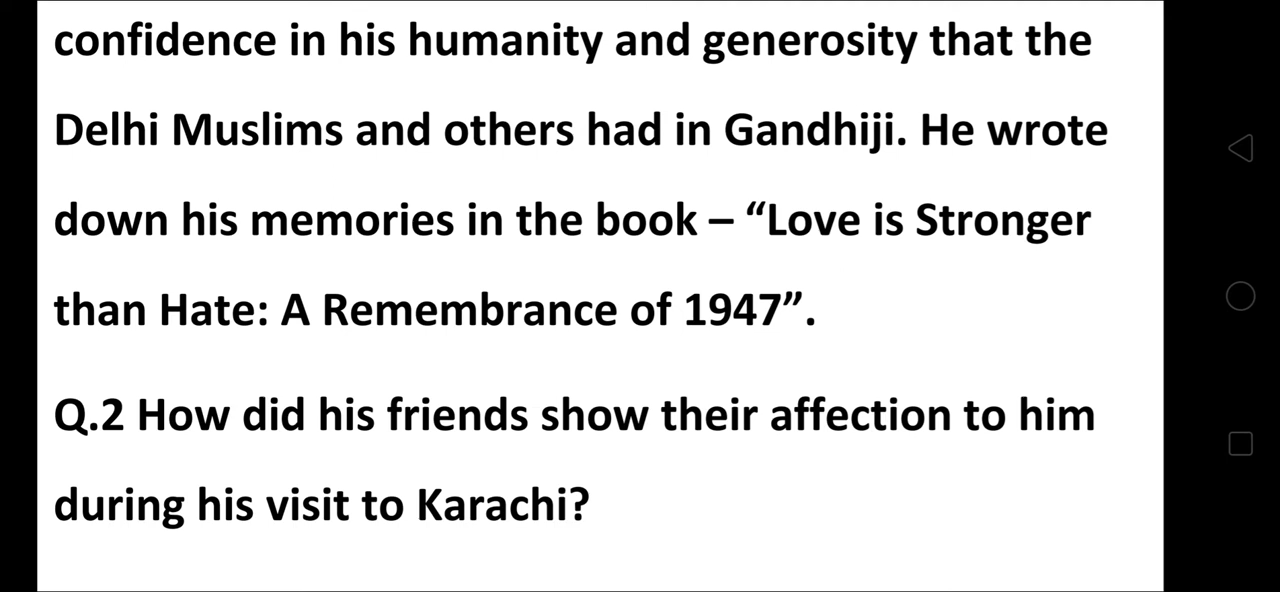 confidence in his humanity and generosity that the
Delhi Muslims and others had in Gandhiji. He wrote
down his memories in the book – “Love is Stronger
than Hate: A Remembrance of 1947”.
Q.2 How did his friends show their affection to him
during his visit to Karachi?